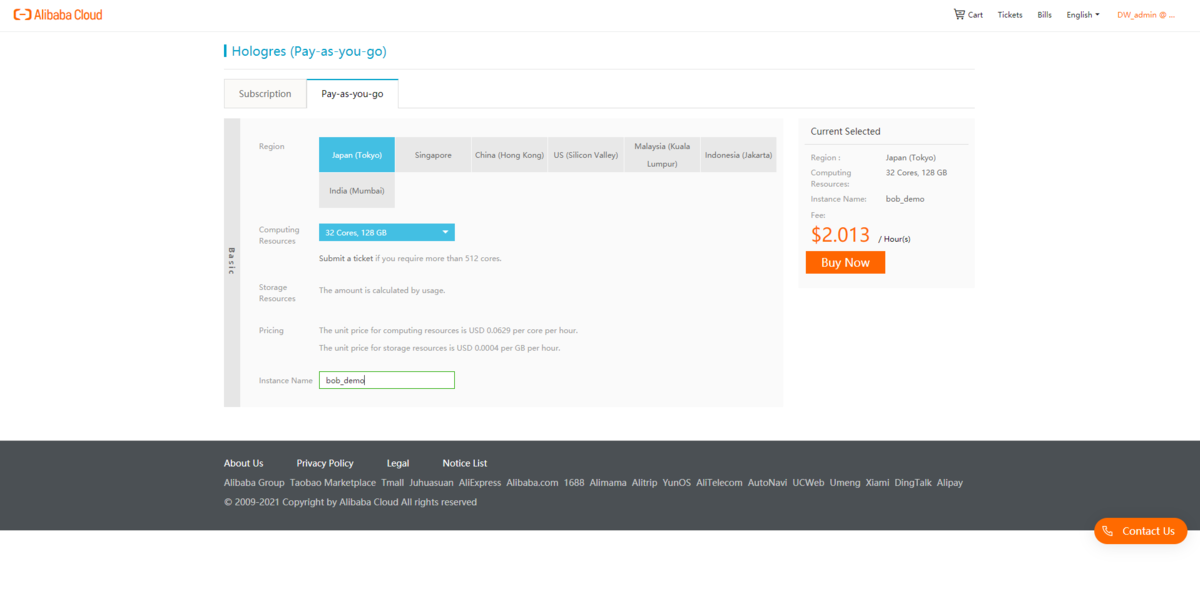 Alibaba Cloud
Cart Tickets Bills English DW_admin @ ...
Hologres (Pay-as-you-go)
Subscription Pay-as-you-go
Basic
Region
Japan (Tokyo) Singapore China (Hong Kong) US (Silicon Valley) Malaysia (Kuala Lumpur) Indonesia (Jakarta)
India (Mumbai)
Computing Resources
32 Cores, 128 GB
Submit a ticket if you require more than 512 cores.
Storage Resources
The amount is calculated by usage.
Pricing
The unit price for computing resources is USD 0.0629 per core per hour.
The unit price for storage resources is USD 0.0004 per GB per hour.
Instance Name bob_demo
Current Selected
Region : Japan (Tokyo)
Computing Resources: 32 Cores, 128 GB
Instance Name: bob_demo
Fee:
$2.013 / Hour(s)
Buy Now
About Us Privacy Policy Legal Notice List
Alibaba Group Taobao Marketplace Tmall Juhuasuan AliExpress Alibaba.com 1688 Alimama Alitrip YunOS AliTelecom AutoNavi UCWeb Umeng Xiami DingTalk Alipay
© 2009-2021 Copyright by Alibaba Cloud All rights reserved
Contact Us